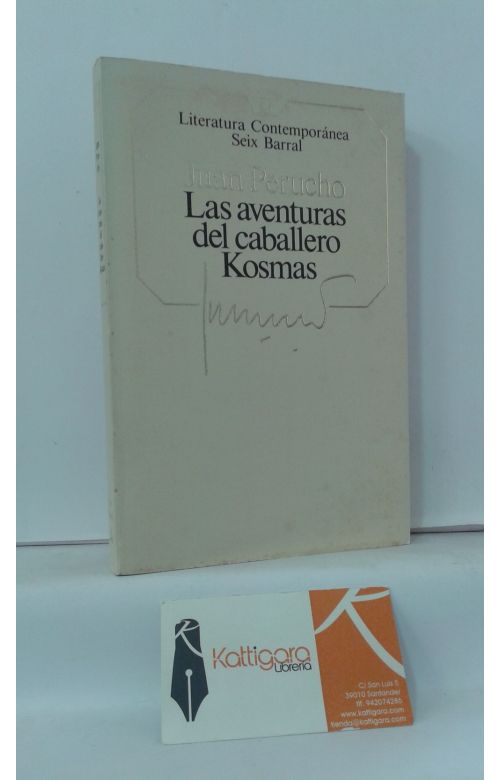 Literatura Contemporánea
Seix Barral
Juan Perucho
Las aventuras
del caballero
Kosmas
Kattigara
Librería
C/ San Luis 5
39010 Santander
tlf. 942074286
www.kattigara.com
tienda@kattigara.com